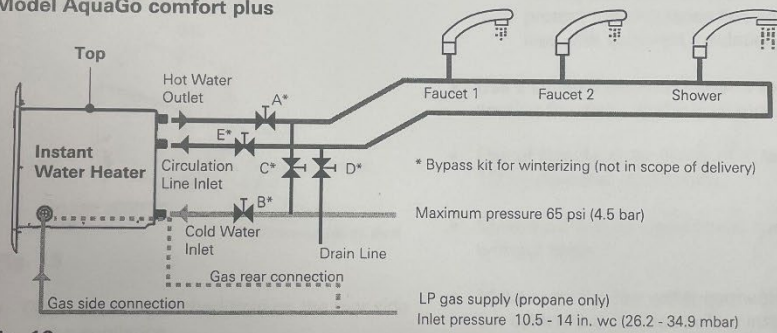 Model AquaGo comfort plus
Top
Hot Water
Outlet
A*
Faucet 1
Faucet 2
Shower
E*
Instant
Water Heater
Circulation
Line Inlet
C*
D*
* Bypass kit for winterizing (not in scope of delivery)
B*
Maximum pressure 65 psi (4.5 bar)
Cold Water
Inlet
Drain Line
Gas rear connection
Gas side connection
LP gas supply (propane only)
Inlet pressure 10.5 - 14 in. wc (26.2 - 34.9 mbar)